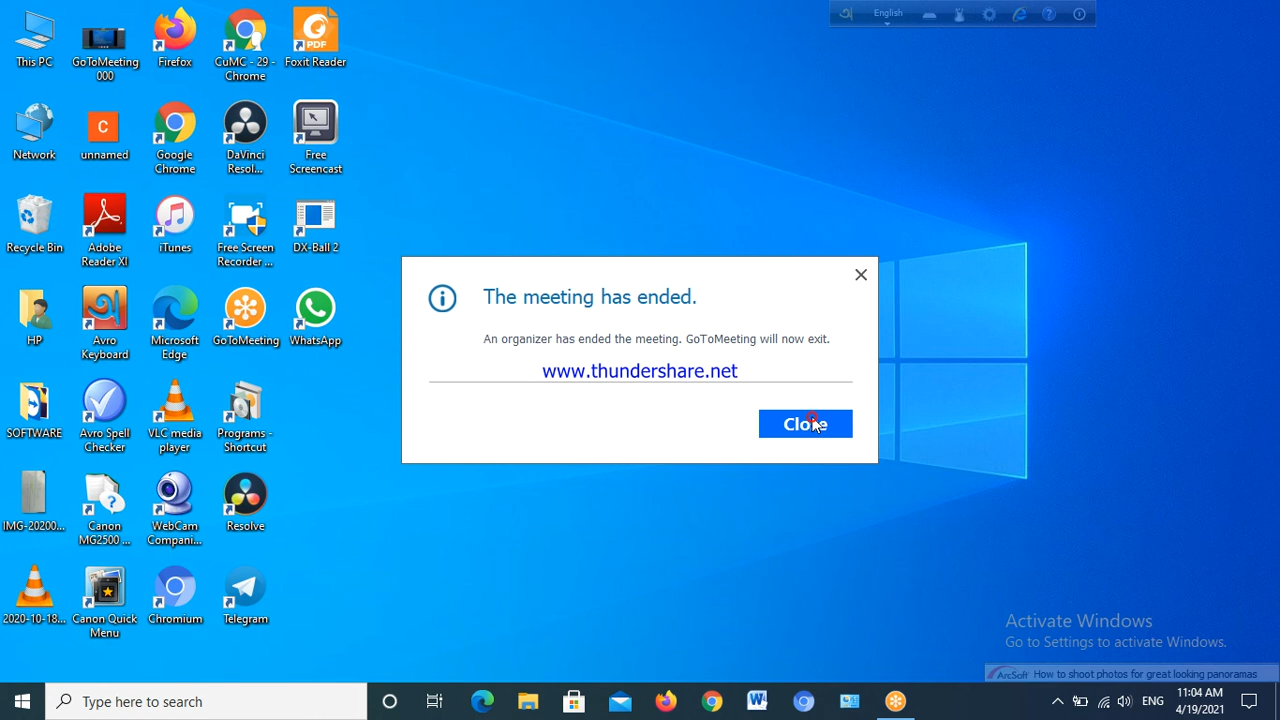 English
This PC
GoToMeeting
000
Firefox
CuMC - 29 -
Chrome
Foxit Reader
PDF
Network
C
unnamed
Google
Chrome
DaVinci
Resol...
Free
Screencast
Recycle Bin
Adobe
Reader XI
iTunes
Free Screen
Recorder ...
DX-Ball 2
HP
Avro
Keyboard
Microsoft
Edge
GoToMeeting
WhatsApp
SOFTWARE
Avro Spell
Checker
VLC media
player
Programs -
Shortcut
IMG-20200...
Canon
MG2500 ...
WebCam
Compani...
Resolve
2020-10-18...
Canon Quick
Menu
Chromium
Telegram
The meeting has ended.
An organizer has ended the meeting. GoToMeeting will now exit.
www.thundershare.net
Close
Activate Windows
Go to Settings to activate Windows.
ArcSoft How to shoot photos for great looking panoramas
Type here to search
ENG
11:04 AM
4/19/2021